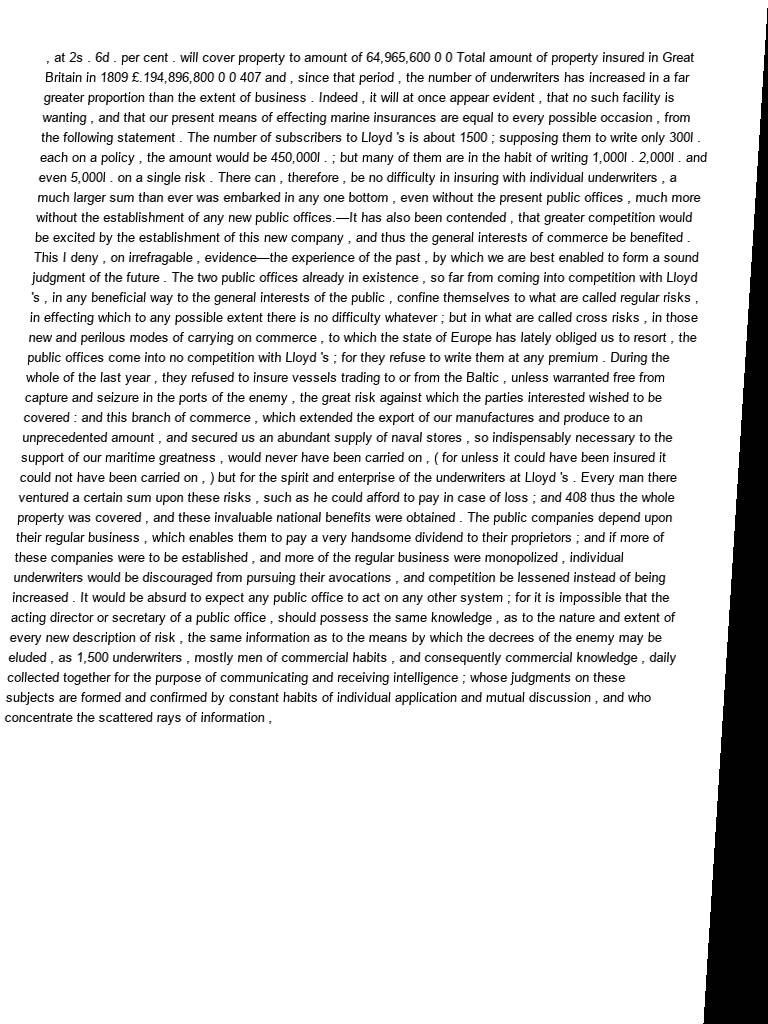 , at 2s . 6d . per cent . will cover property to amount of 64,965,600 0 0 Total amount of property insured in Great
Britain in 1809 £.194,896,800 0 0 407 and , since that period , the number of underwriters has increased in a far
greater proportion than the extent of business . Indeed , it will at once appear evident , that no such facility is
wanting , and that our present means of effecting marine insurances are equal to every possible occasion , from
the following statement . The number of subscribers to Lloyd 's is about 1500 ; supposing them to write only 300l .
each on a policy , the amount would be 450,000l . ; but many of them are in the habit of writing 1,000l . 2,000l . and
even 5,000l . on a single risk . There can , therefore , be no difficulty in insuring with individual underwriters , a
much larger sum than ever was embarked in any one bottom , even without the present public offices , much more
without the establishment of any new public offices.—It has also been contended , that greater competition would
be excited by the establishment of this new company , and thus the general interests of commerce be benefited .
This I deny , on irrefragable , evidence—the experience of the past , by which we are best enabled to form a sound
judgment of the future . The two public offices already in existence , so far from coming into competition with Lloyd
's , in any beneficial way to the general interests of the public , confine themselves to what are called regular risks ,
in effecting which to any possible extent there is no difficulty whatever ; but in what are called cross risks , in those
new and perilous modes of carrying on commerce , to which the state of Europe has lately obliged us to resort , the
public offices come into no competition with Lloyd 's ; for they refuse to write them at any premium . During the
whole of the last year , they refused to insure vessels trading to or from the Baltic , unless warranted free from
capture and seizure in the ports of the enemy , the great risk against which the parties interested wished to be
covered : and this branch of commerce , which extended the export of our manufactures and produce to an
unprecedented amount , and secured us an abundant supply of naval stores , so indispensably necessary to the
support of our maritime greatness , would never have been carried on , ( for unless it could have been insured it
could not have been carried on , ) but for the spirit and enterprise of the underwriters at Lloyd 's . Every man there
ventured a certain sum upon these risks , such as he could afford to pay in case of loss ; and 408 thus the whole
property was covered , and these invaluable national benefits were obtained . The public companies depend upon
their regular business , which enables them to pay a very handsome dividend to their proprietors ; and if more of
these companies were to be established , and more of the regular business were monopolized , individual
underwriters would be discouraged from pursuing their avocations , and competition be lessened instead of being
increased . It would be absurd to expect any public office to act on any other system ; for it is impossible that the
acting director or secretary of a public office , should possess the same knowledge , as to the nature and extent of
every new description of risk , the same information as to the means by which the decrees of the enemy may be
eluded , as 1,500 underwriters , mostly men of commercial habits , and consequently commercial knowledge , daily
collected together for the purpose of communicating and receiving intelligence ; whose judgments on these
subjects are formed and confirmed by constant habits of individual application and mutual discussion , and who
concentrate the scattered rays of information ,